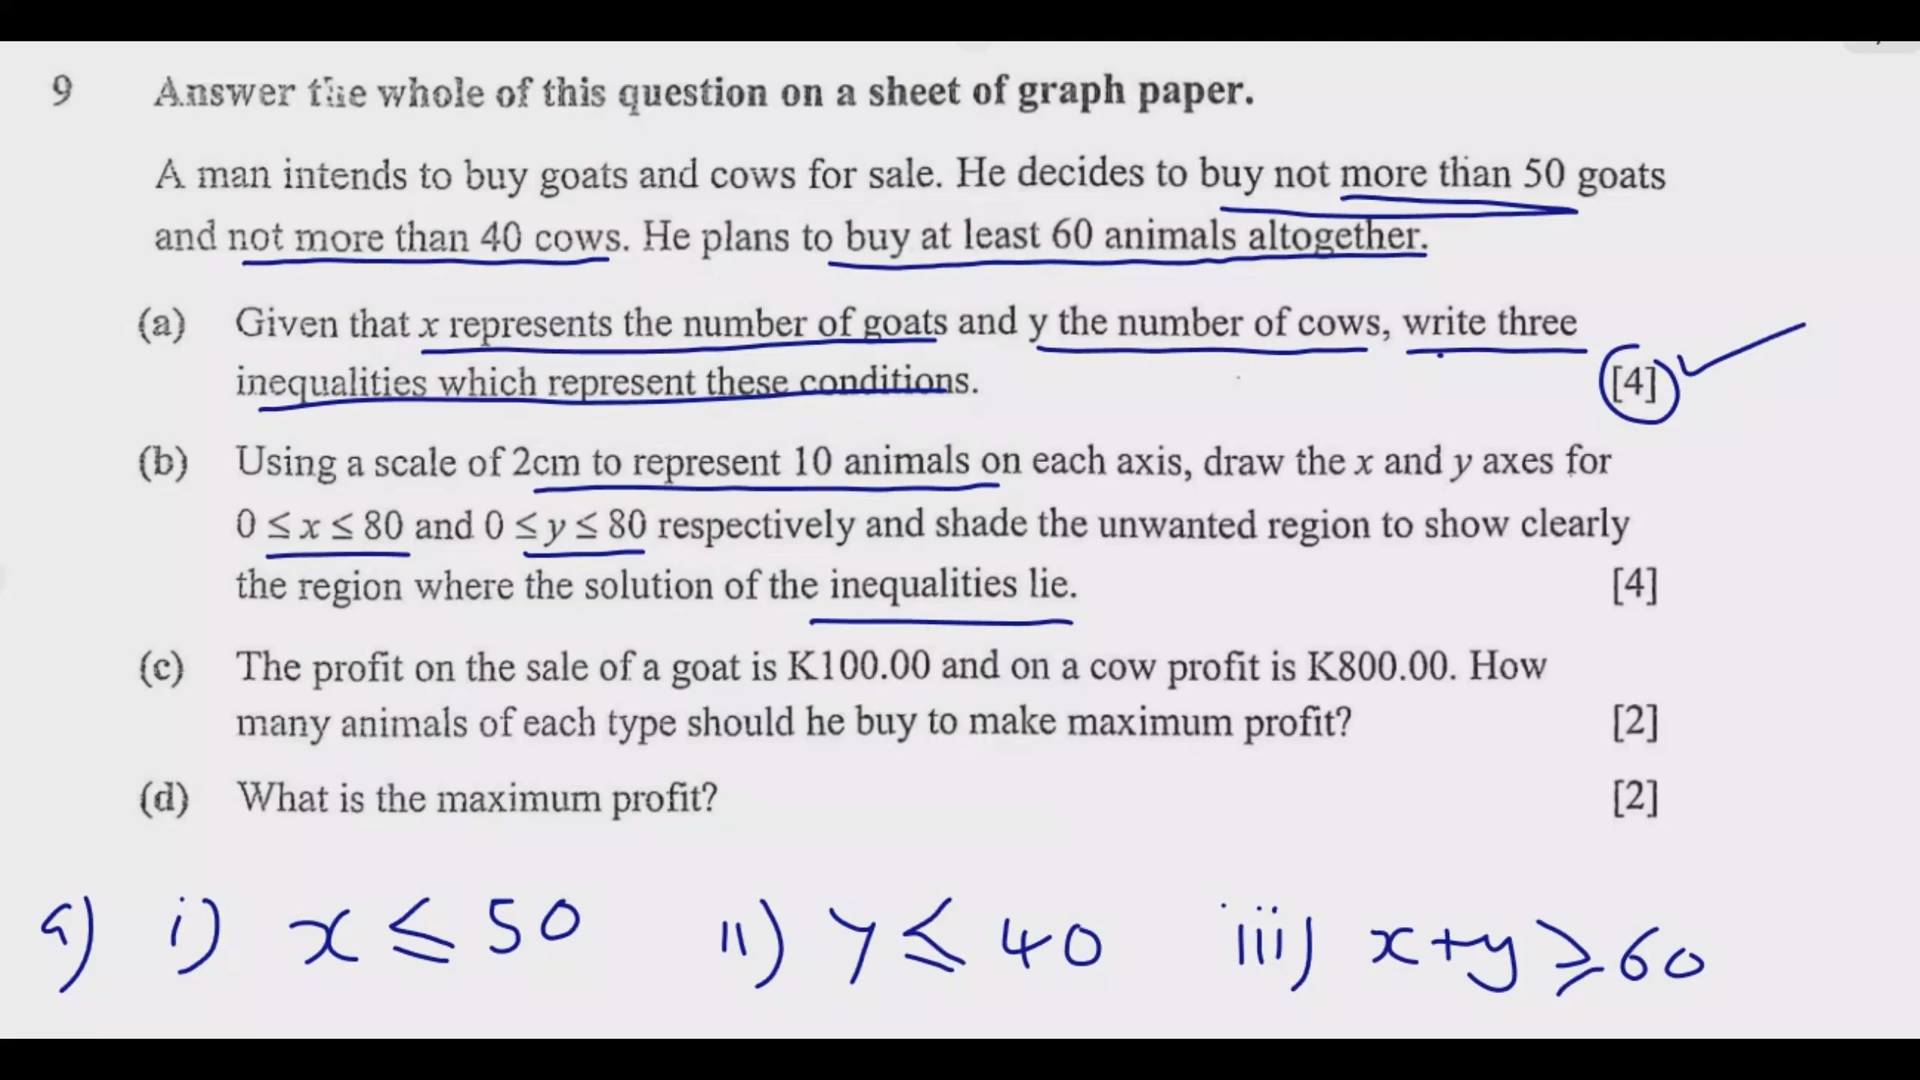 9 Answer the whole of this question on a sheet of graph paper.
A man intends to buy goats and cows for sale. He decides to buy not more than 50 goats
and not more than 40 cows. He plans to buy at least 60 animals altogether.
(a) Given that x represents the number of goats and y the number of cows, write three
inequalities which represent these conditions. [4]
(b) Using a scale of 2cm to represent 10 animals on each axis, draw the x and y axes for
0 ≤ x ≤ 80 and 0 ≤ y ≤ 80 respectively and shade the unwanted region to show clearly
the region where the solution of the inequalities lie. [4]
(c) The profit on the sale of a goat is K100.00 and on a cow profit is K800.00. How
many animals of each type should he buy to make maximum profit? [2]
(d) What is the maximum profit? [2]
a) i) x ≤ 50 ii) y ≤ 40 iii) x+y ≥ 60